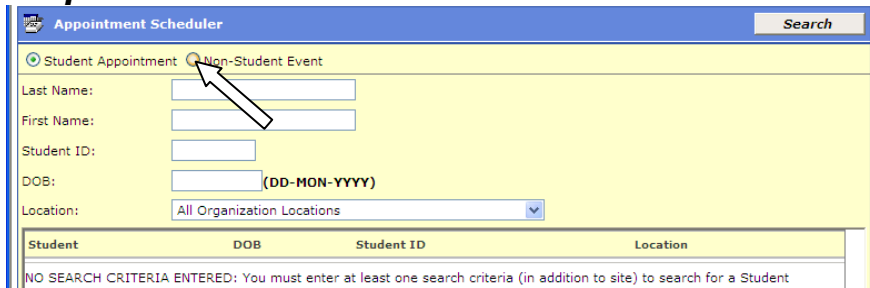 Appointment Scheduler Search
Student Appointment Non-Student Event
Last Name:
First Name:
Student ID:
DOB: (DD-MON-YYYY)
Location: All Organization Locations
Student DOB Student ID Location
NO SEARCH CRITERIA ENTERED: You must enter at least one search criteria (in addition to site) to search for a Student